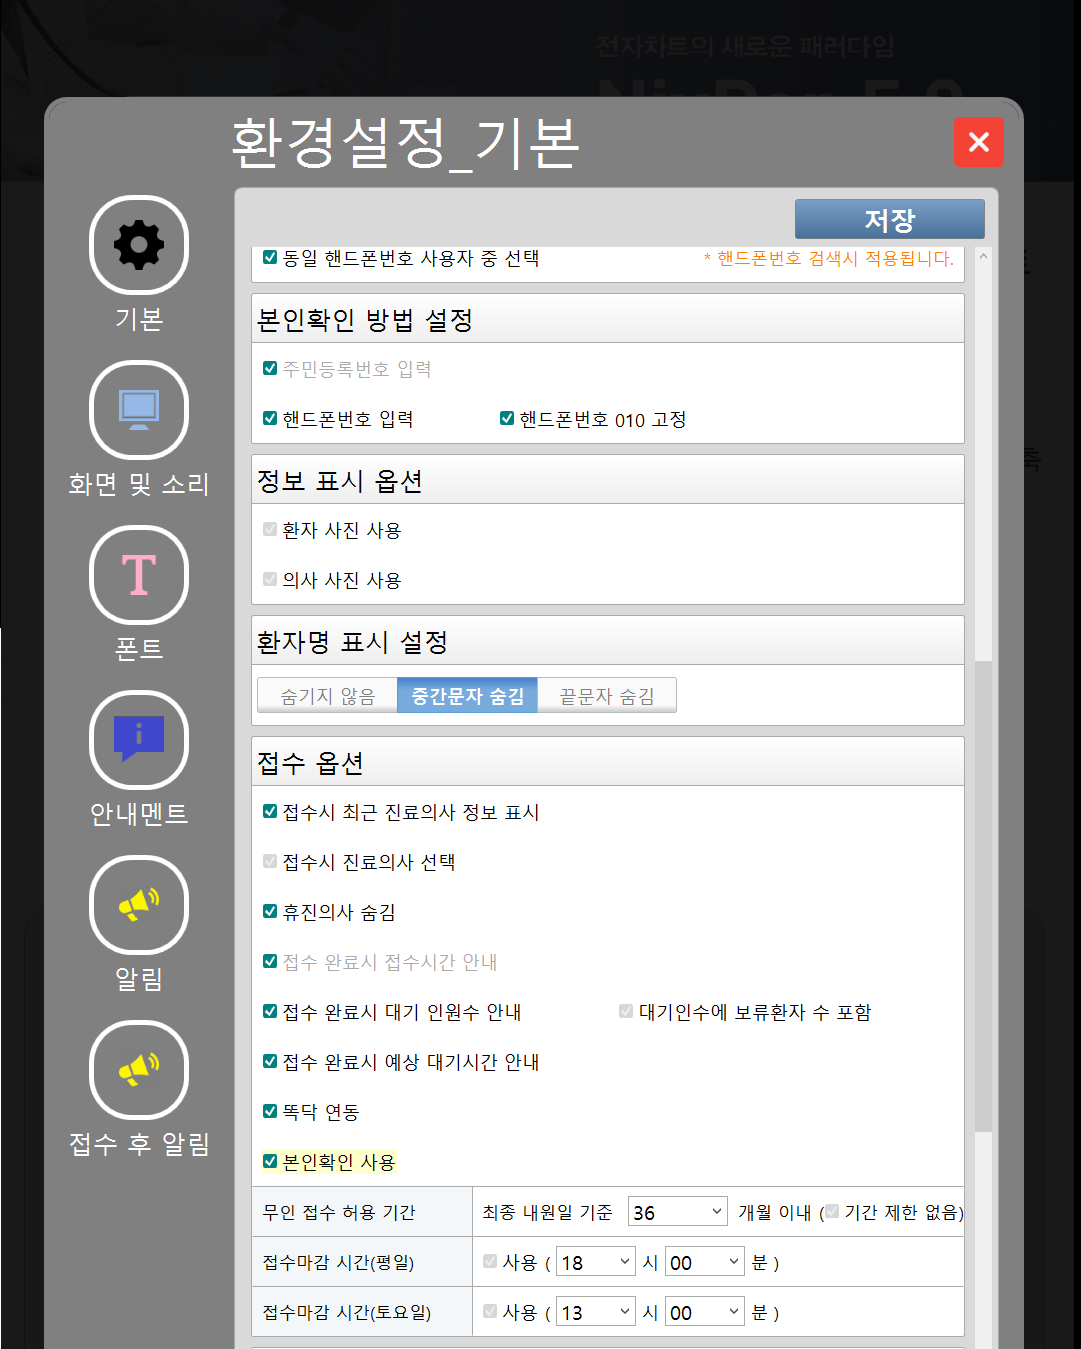 전자차트의 새로운 패러다임
환경설정_기본
저장
동일 핸드폰번호 사용자 중 선택
* 핸드폰번호 검색시 적용됩니다.
기본
본인확인 방법 설정
주민등록번호 입력
핸드폰번호 입력
핸드폰번호 010 고정
화면 및 소리
정보 표시 옵션
환자 사진 사용
의사 사진 사용
T
폰트
환자명 표시 설정
숨기지 않음
중간문자 숨김
끝문자 숨김
i
안내멘트
접수 옵션
접수시 최근 진료의사 정보 표시
접수시 진료의사 선택
휴진의사 숨김
접수 완료시 접수시간 안내
알림
접수 완료시 대기 인원수 안내
대기인수에 보류환자 수 포함
접수 완료시 예상 대기시간 안내
똑닥 연동
접수 후 알림
본인확인 사용
무인 접수 허용 기간
최종 내원일 기준 36 개월 이내 (기간 제한 없음)
접수마감 시간(평일)
사용 ( 18 시 00 분 )
접수마감 시간(토요일)
사용 ( 13 시 00 분 )